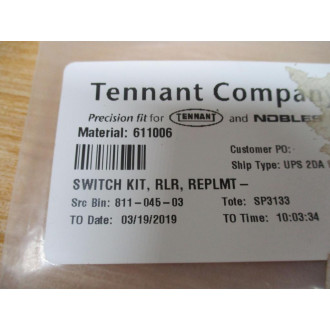 Tennant Compan
Precision fit for TENNANT and NOBLES
Material: 611006
Customer PO:
Ship Type: UPS 2DA
SWITCH KIT, RLR, REPLMT-
Src Bin: 811-045-03 Tote: SP3133
TO Date: 03/19/2019 TO Time: 10:03:34